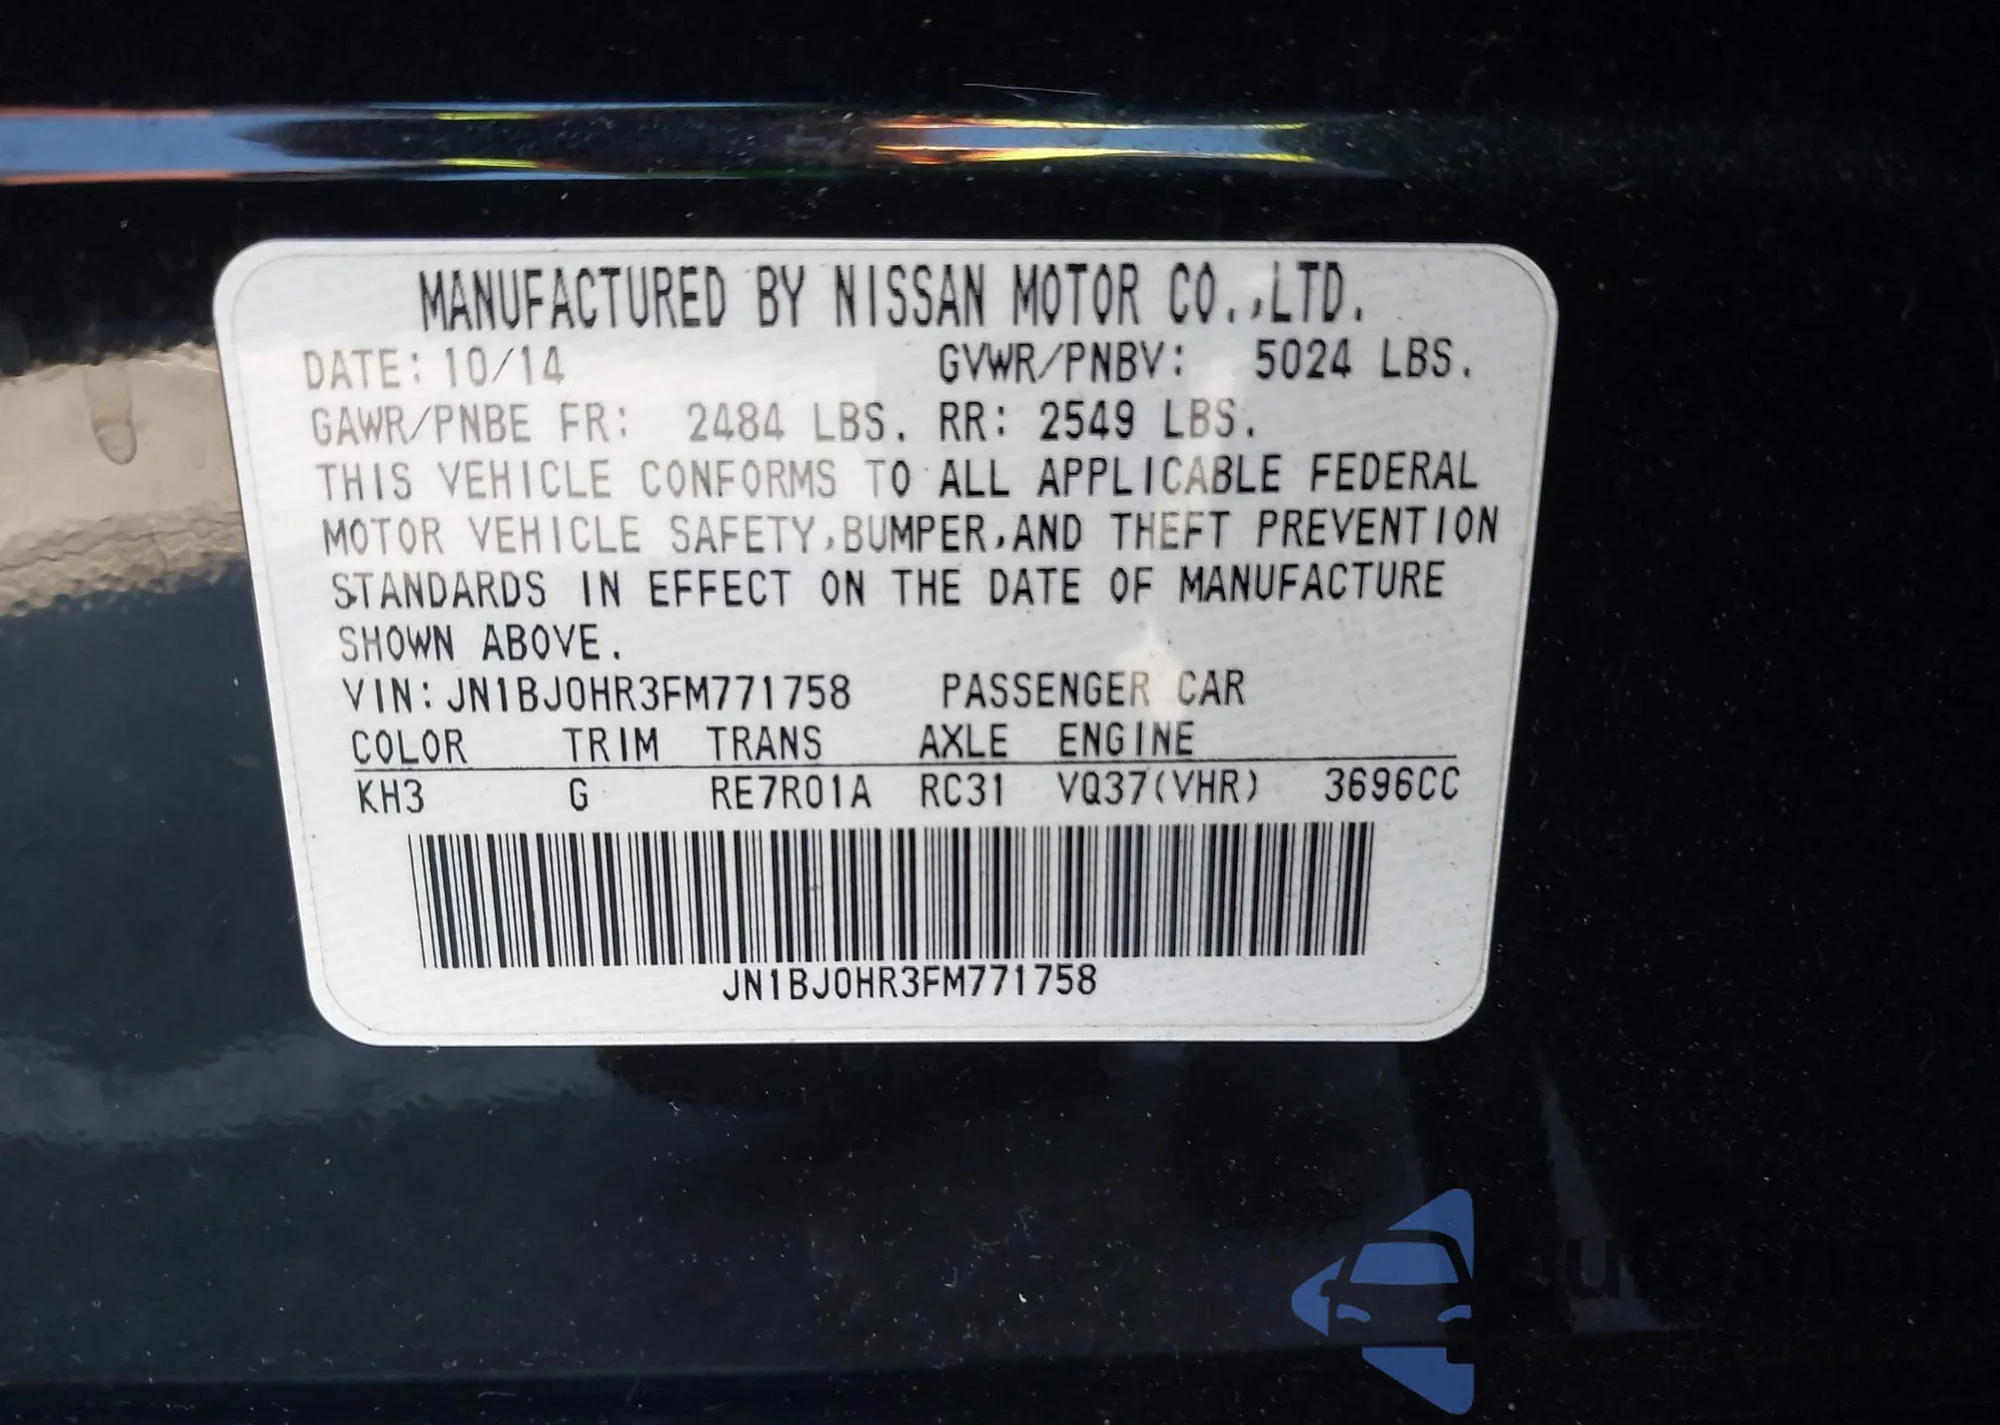 MANUFACTURED BY NISSAN MOTOR CO.,LTD.
DATE: 10/14 GVWR/PNBV: 5024 LBS.
GAWR/PNBE FR: 2484 LBS. RR: 2549 LBS.
THIS VEHICLE CONFORMS TO ALL APPLICABLE FEDERAL
MOTOR VEHICLE SAFETY,BUMPER,AND THEFT PREVENTION
STANDARDS IN EFFECT ON THE DATE OF MANUFACTURE
SHOWN ABOVE.
VIN: JN1BJ0HR3FM771758 PASSENGER CAR
COLOR TRIM TRANS AXLE ENGINE
KH3 G RE7R01A RC31 VQ37(VHR) 3696CC
JN1BJ0HR3FM771758